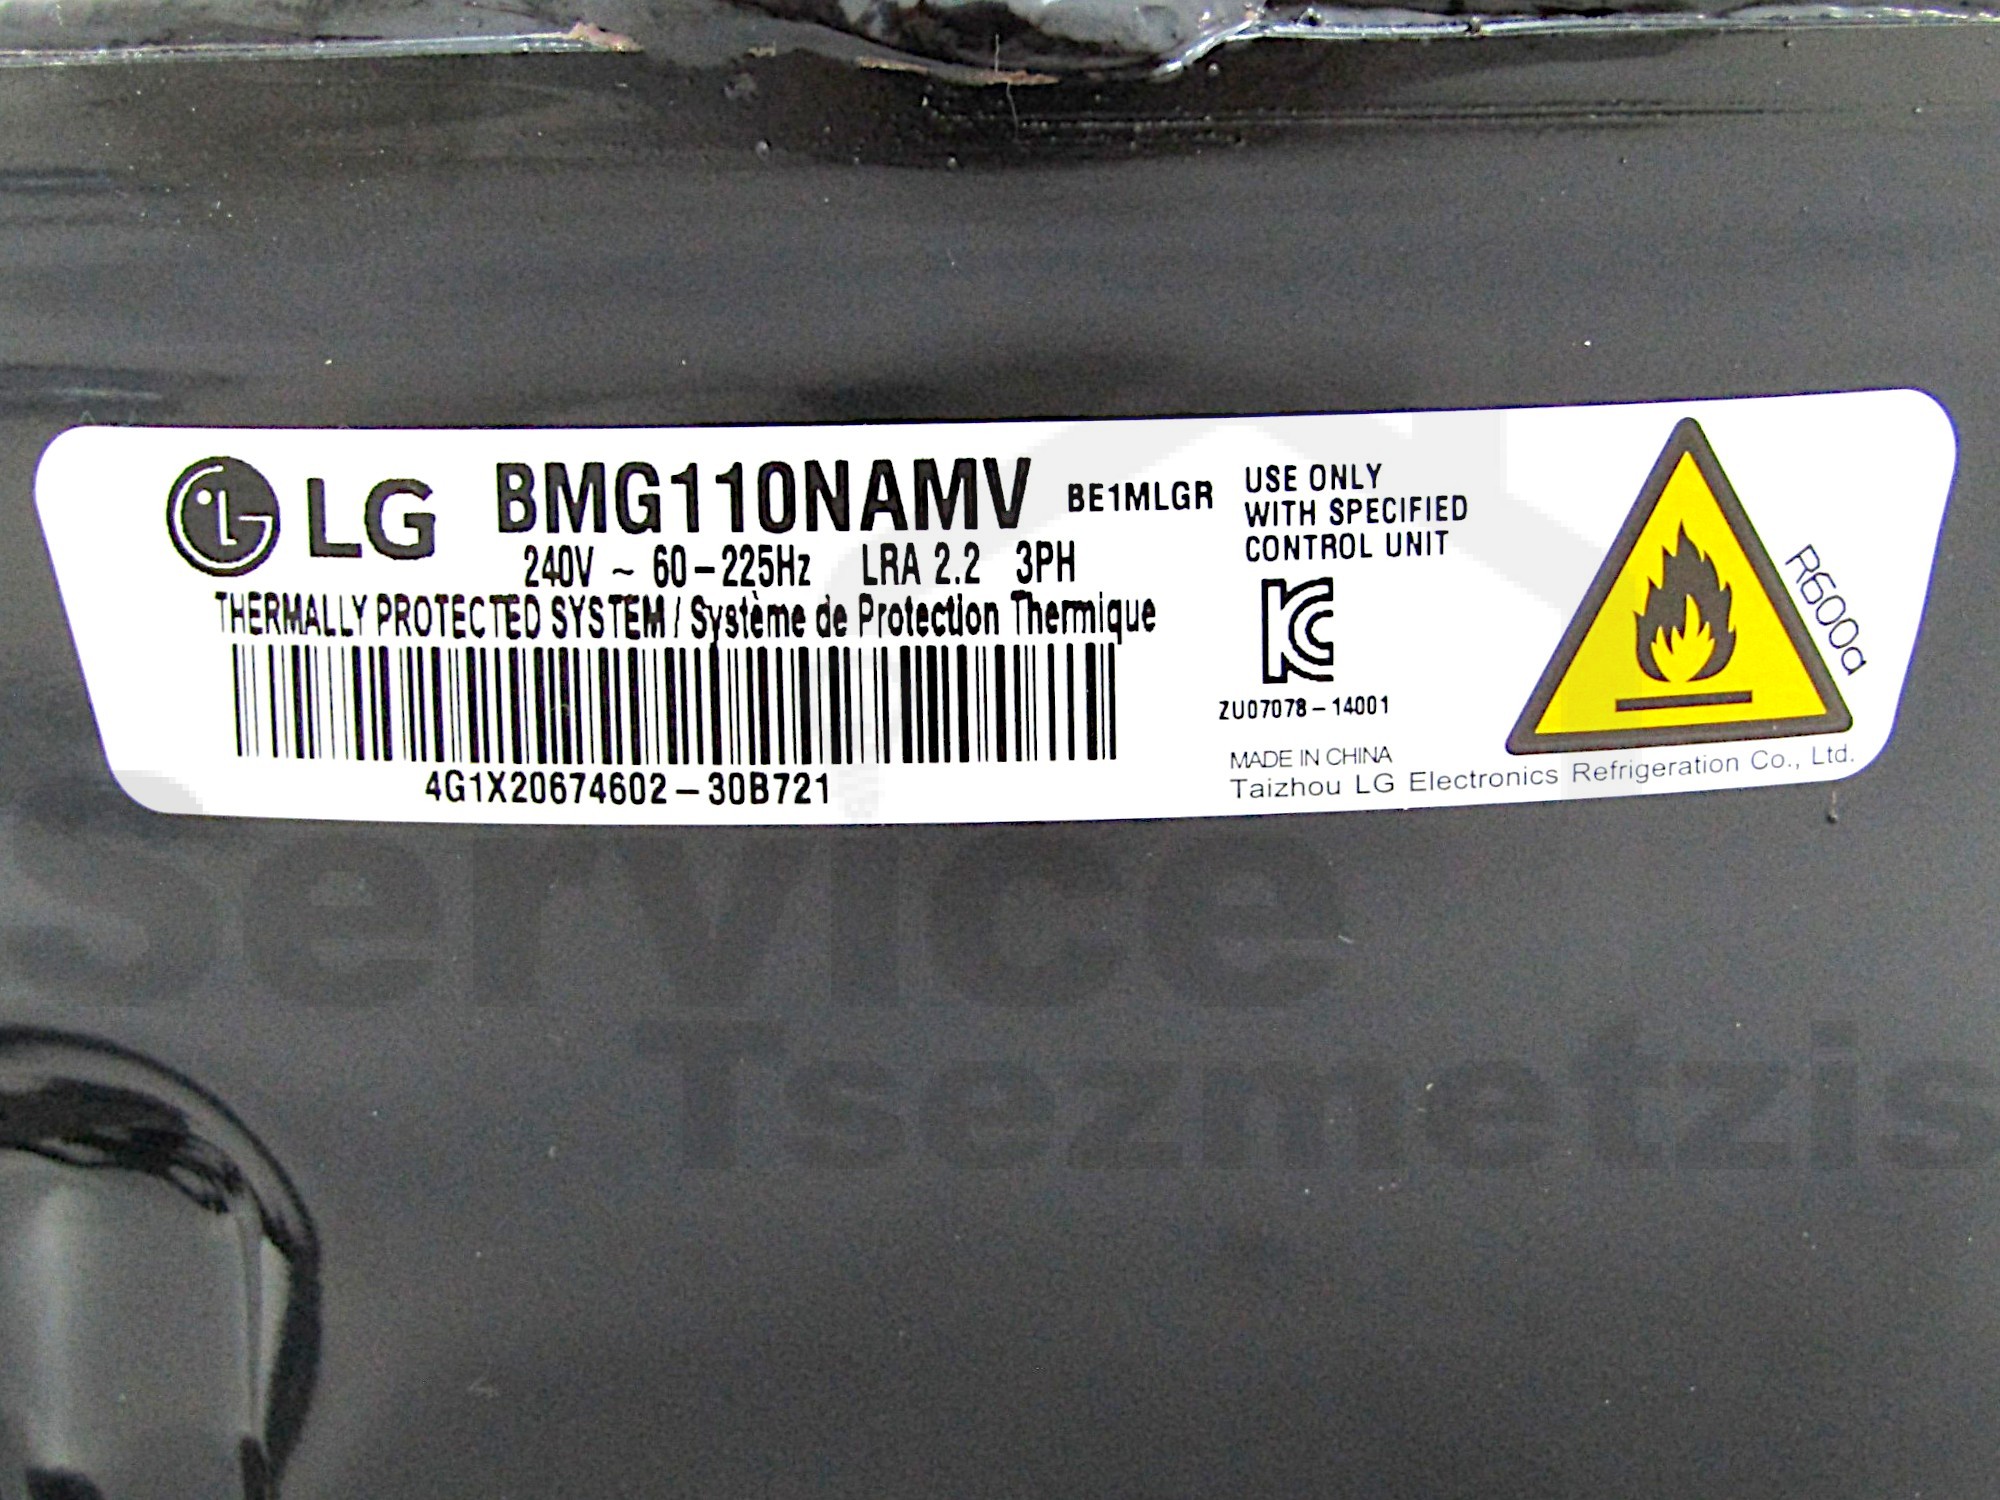 LG BMG110NAMV BE1MLGR
240V ~ 60-225Hz LRA 2.2 3PH
THERMALLY PROTECTED SYSTEM / Système de Protection Thermique
4G1X20674602-30B721
USE ONLY
WITH SPECIFIED
CONTROL UNIT
KC
ZU07078-14001
MADE IN CHINA
Taizhou LG Electronics Refrigeration Co., Ltd.
R600a
Service
Tsezmetzis